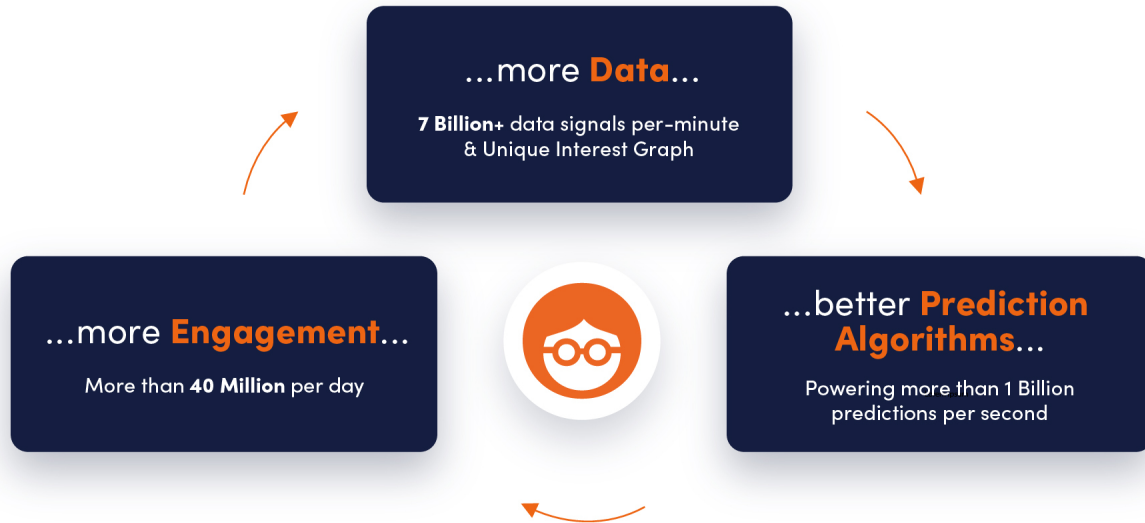 ...more Data...
7 Billion+ data signals per-minute
& Unique Interest Graph
...more Engagement...
More than 40 Million per day
...better Prediction
Algorithms...
Powering more than 1 Billion
predictions per second